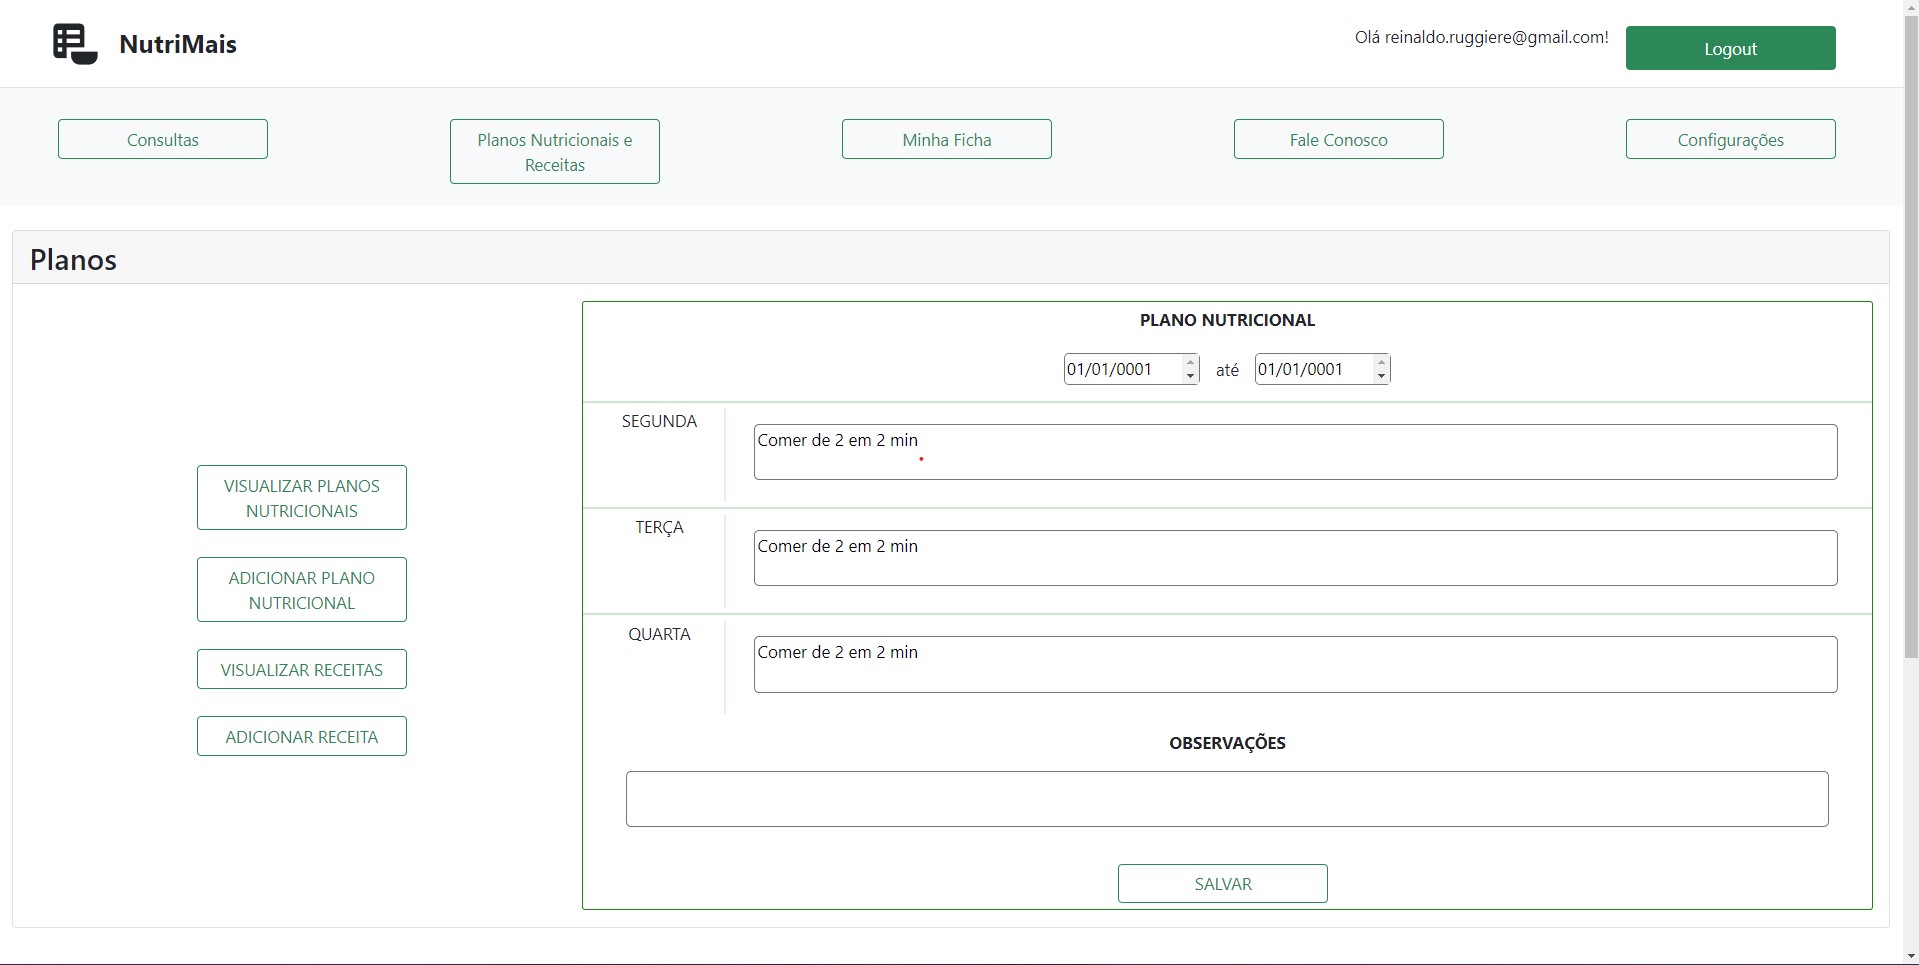 NutriMais
Olá reinaldo.ruggiere@gmail.com!
Logout
Consultas
Planos Nutricionais e
Receitas
Minha Ficha
Fale Conosco
Configurações
Planos
VISUALIZAR PLANOS
NUTRICIONAIS
ADICIONAR PLANO
NUTRICIONAL
VISUALIZAR RECEITAS
ADICIONAR RECEITA
PLANO NUTRICIONAL
01/01/0001 até 01/01/0001
SEGUNDA
Comer de 2 em 2 min
TERÇA
Comer de 2 em 2 min
QUARTA
Comer de 2 em 2 min
OBSERVAÇÕES
SALVAR